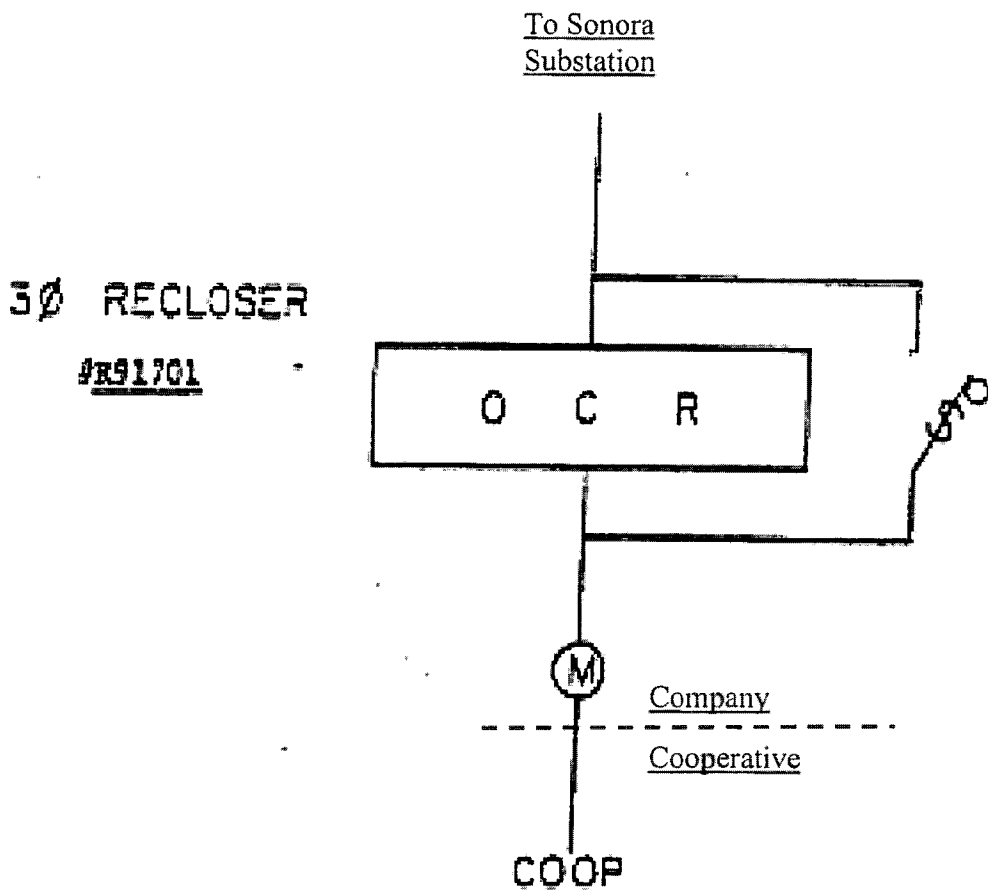 To Sonora
Substation
3Ø RECLOSER
#R91701
O C R
M
Company
Cooperative
COOP